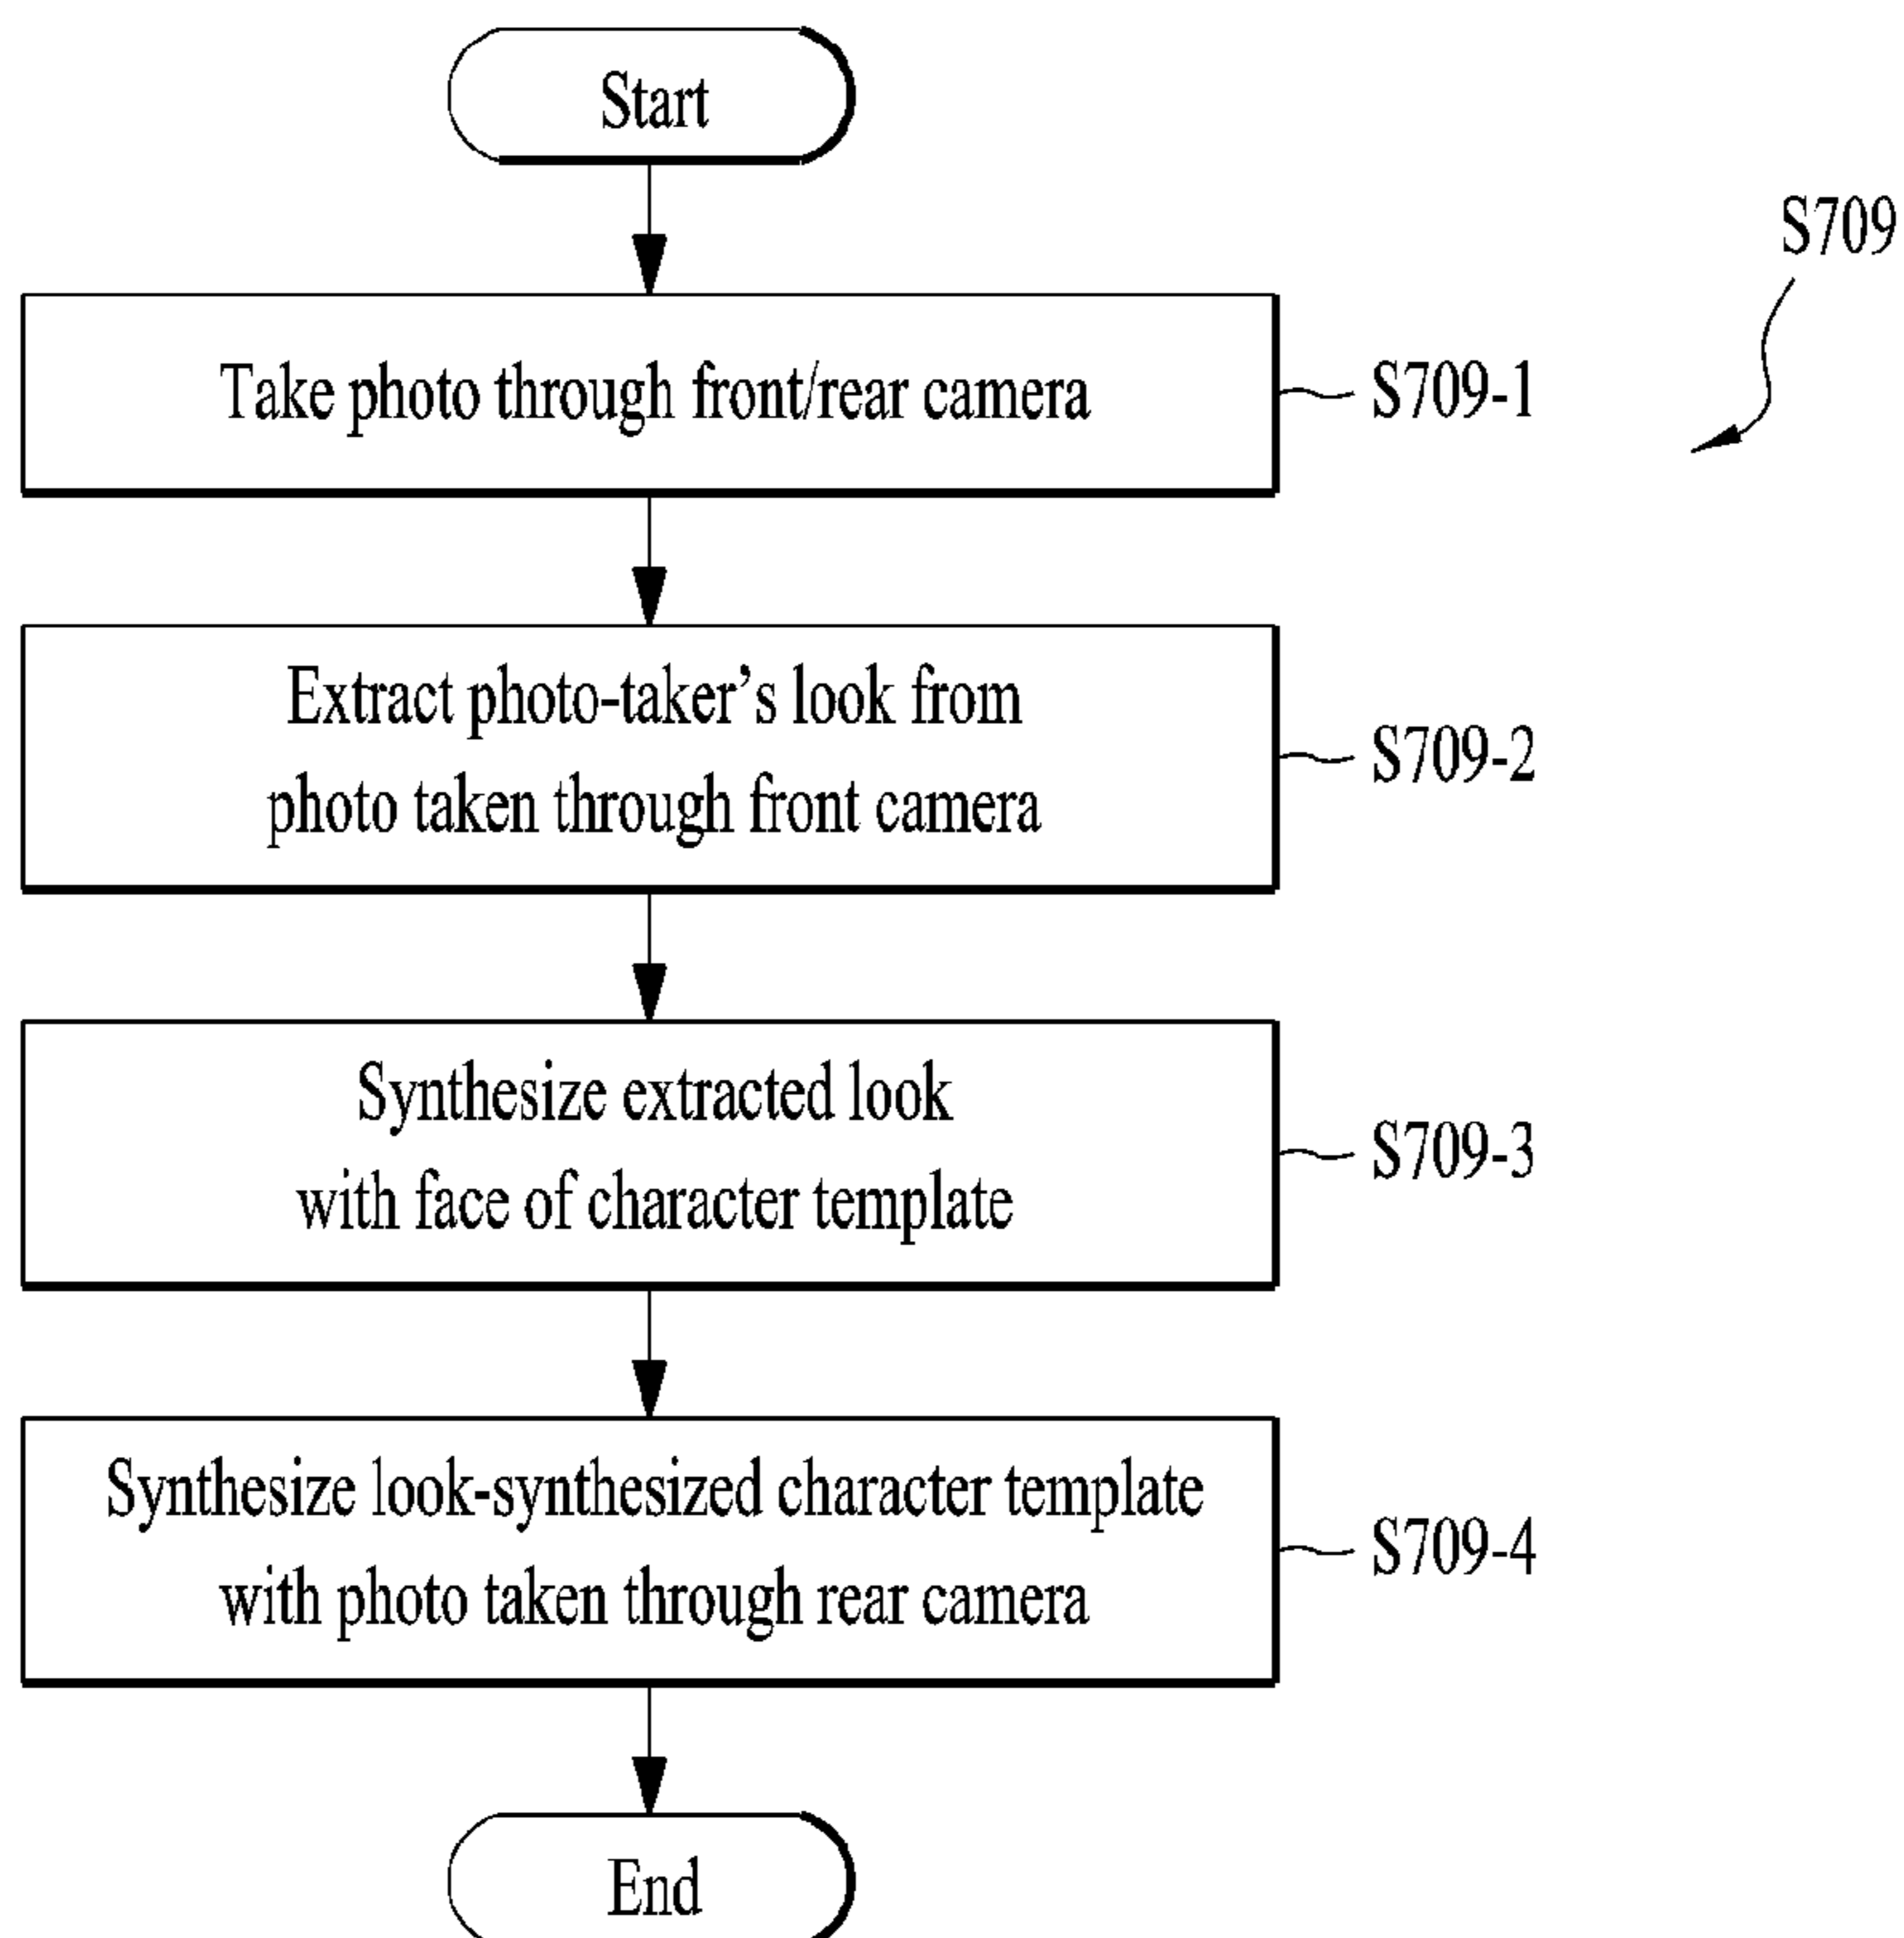 Start
S709
Take photo through front/rear camera
S709-1
Extract photo-taker’s look from
photo taken through front camera
S709-2
Synthesize extracted look
with face of character template
S709-3
Synthesize look-synthesized character template
with photo taken through rear camera
S709-4
End